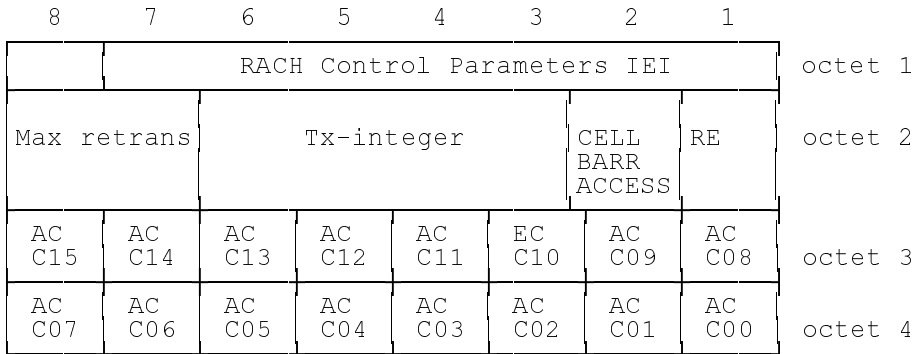 8 7 6 5 4 3 2 1
RACH Control Parameters IEI octet 1
Max retrans Tx-integer CELL RE octet 2
BARR
ACCESS
AC AC AC AC AC EC AC AC
C15 C14 C13 C12 C11 C10 C09 C08 octet 3
AC AC AC AC AC AC AC AC
C07 C06 C05 C04 C03 C02 C01 C00 octet 4